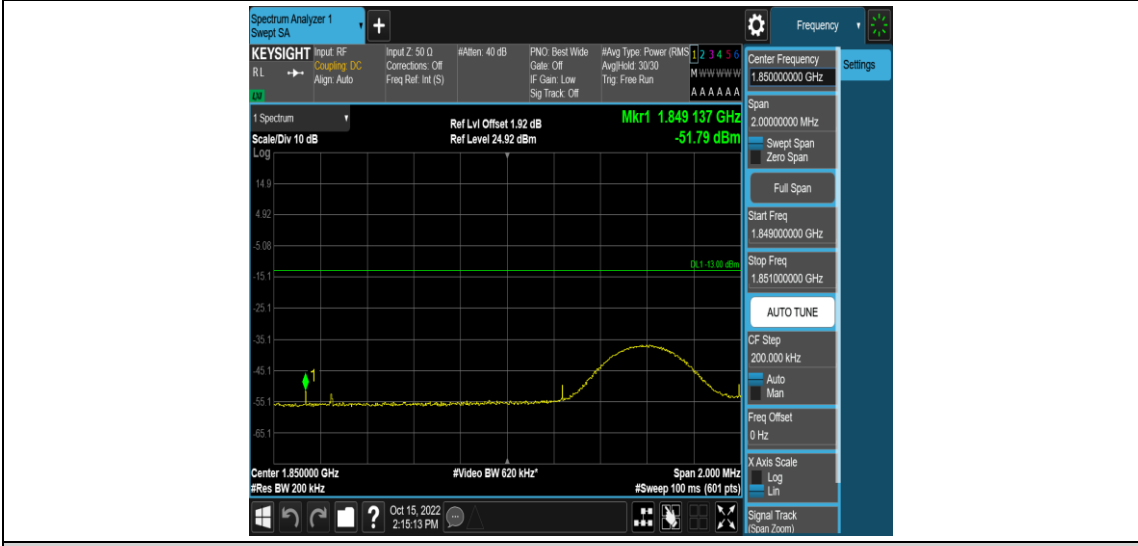 Spectrum Analyzer 1
Swept SA
+
Frequency
KEYSIGHT
RL
Input: RF
Coupling: DC
Align: Auto
Input Z: 50 Ω
Corrections: Off
Freq Ref: Int (S)
#Atten: 40 dB
PNO: Best Wide
Gate: Off
IF Gain: Low
Sig Track: Off
#Avg Type: Power (RMS
Avg|Hold: 30/30
Trig: Free Run
1 2 3 4 5 6
M W W W W W
A A A A A A
1 Spectrum
Scale/Div 10 dB
Log
Ref Lvl Offset 1.92 dB
Ref Level 24.92 dBm
Mkr1 1.849 137 GHz
-51.79 dBm
14.9
4.92
-5.08
-15.1
-25.1
-35.1
-45.1
-55.1
-65.1
DL1 -13.00 dBm
1
Center 1.850000 GHz
#Res BW 200 kHz
#Video BW 620 kHz*
Span 2.000 MHz
#Sweep 100 ms (601 pts)
Oct 15, 2022
2:15:13 PM
Center Frequency
1.850000000 GHz
Span
2.00000000 MHz
Swept Span
Zero Span
Full Span
Start Freq
1.849000000 GHz
Stop Freq
1.851000000 GHz
AUTO TUNE
CF Step
200.000 kHz
Auto
Man
Freq Offset
0 Hz
X Axis Scale
Log
Lin
Signal Track
(Span Zoom)
Settings